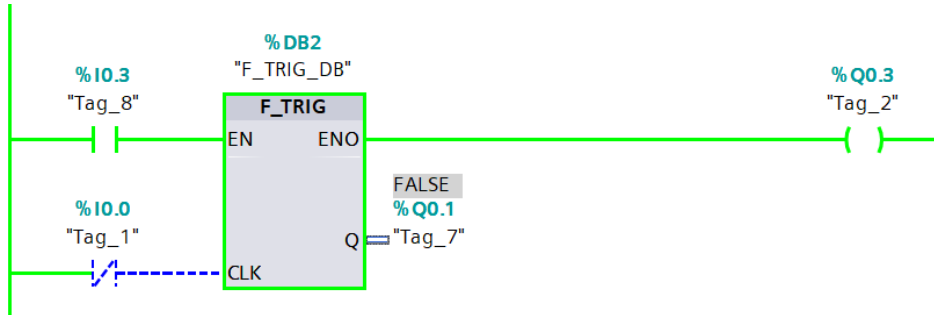 %DB2
"F_TRIG_DB"
%I0.3
"Tag_8"
%Q0.3
"Tag_2"
F_TRIG
EN ENO
FALSE
%I0.0
%Q0.1
"Tag_1"
Q
"Tag_7"
CLK